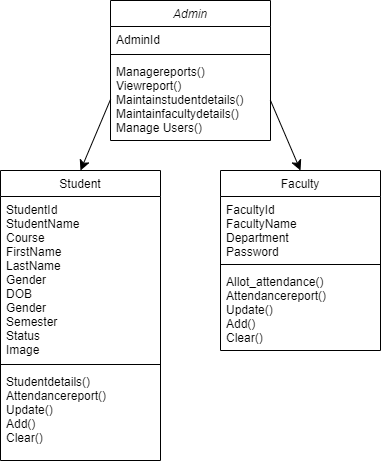 Admin
AdminId
Managereports()
Viewreport()
Maintainstudentdetails()
Maintainfacultydetails()
Manage Users()
Student
StudentId
StudentName
Course
FirstName
LastName
Gender
DOB
Gender
Semester
Status
Image
Studentdetails()
Attendancereport()
Update()
Add()
Clear()
Faculty
FacultyId
FacultyName
Department
Password
Allot_attendance()
Attendancereport()
Update()
Add()
Clear()